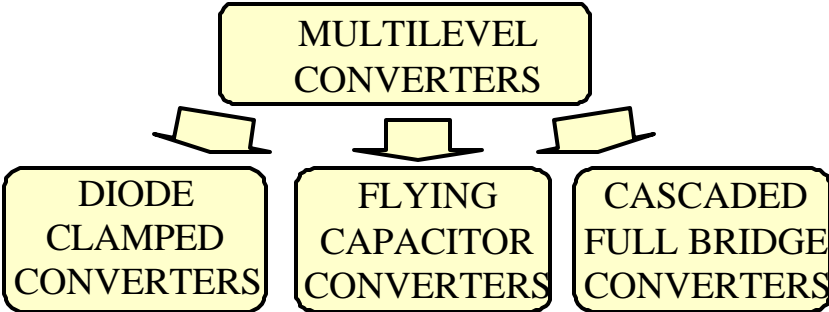 MULTILEVEL
CONVERTERS
DIODE
CLAMPED
CONVERTERS
FLYING
CAPACITOR
CONVERTERS
CASCADED
FULL BRIDGE
CONVERTERS